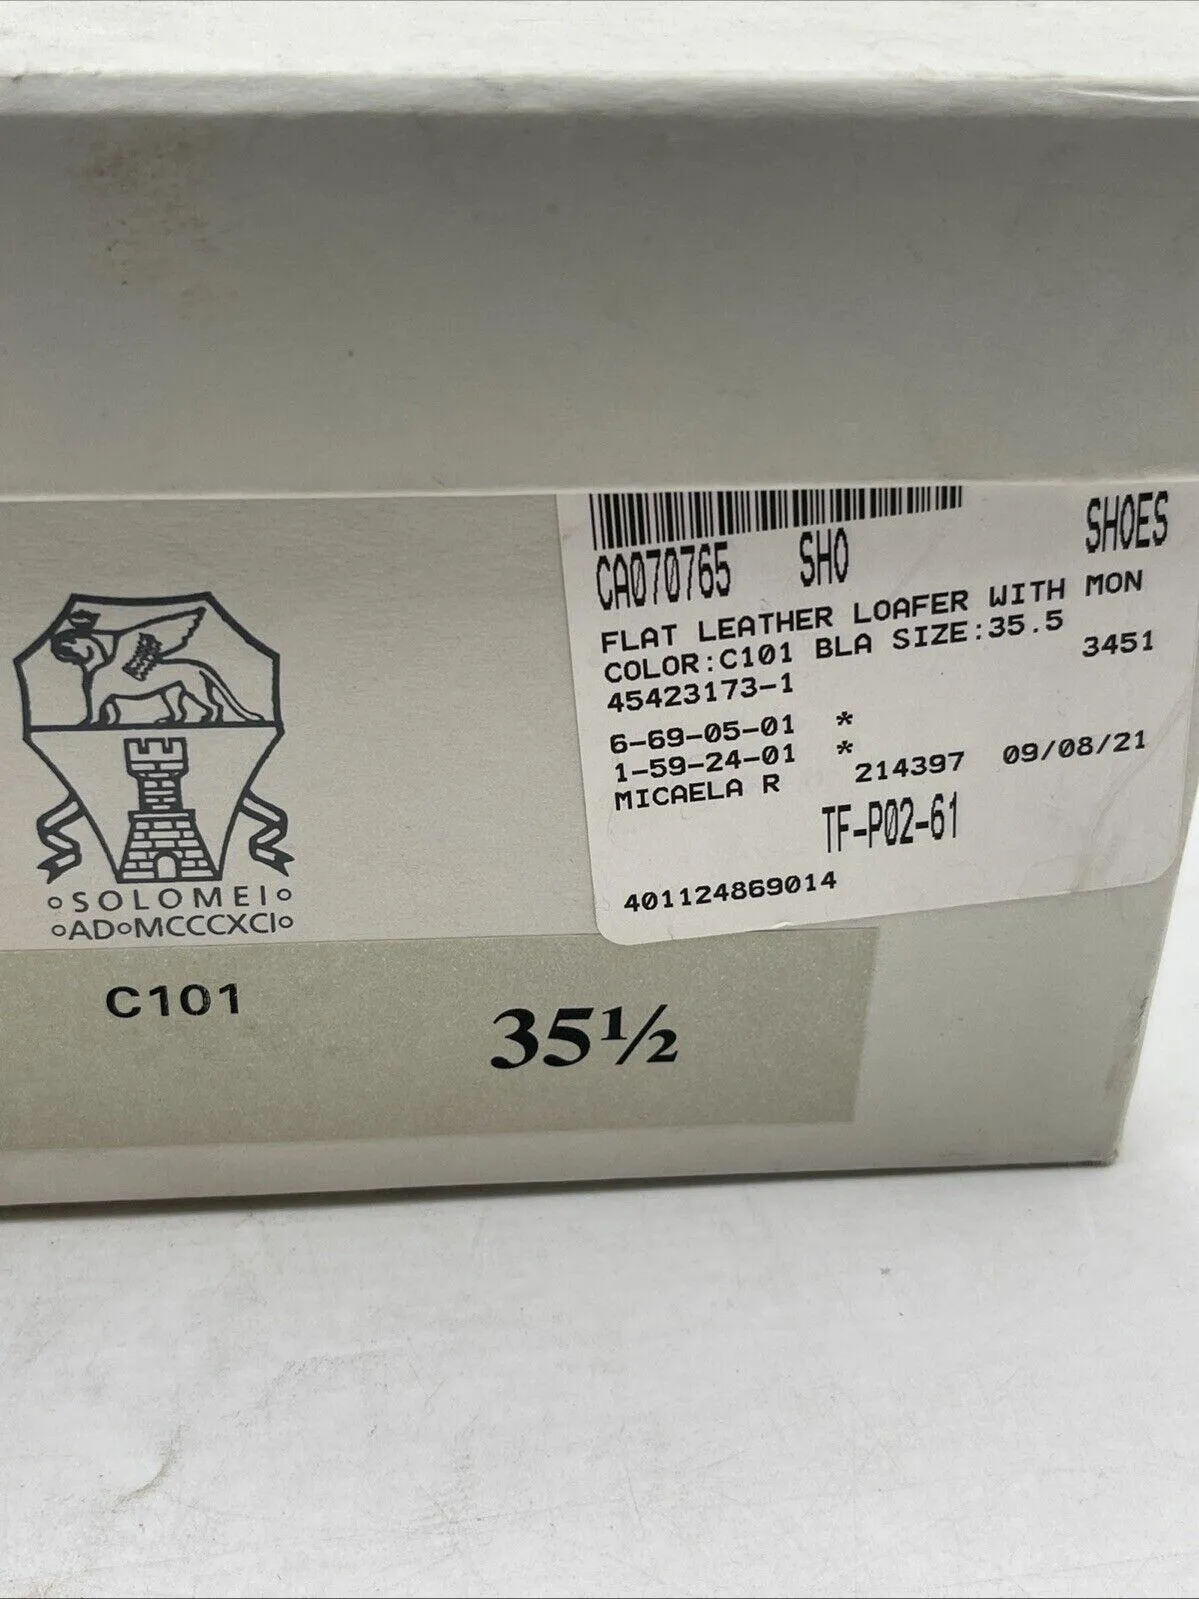 CA070765 SHO SHOES
FLAT LEATHER LOAFER WITH MON
COLOR:C101 BLA SIZE:35.5
45423173-1 3451
6-69-05-01 *
1-59-24-01 *
MICAELA R 214397 09/08/21
TF-P02-61
401124869014
∘SOLOMEI∘
∘AD∘MCCCXCI∘
C101 35½